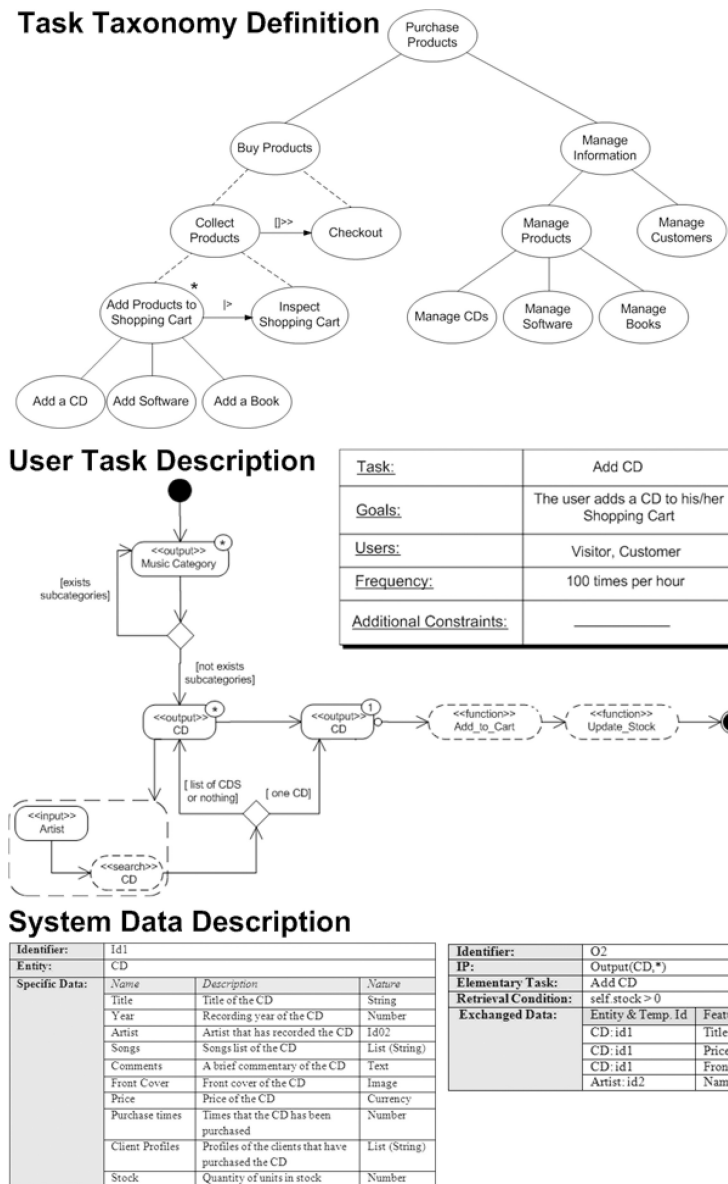 Task Taxonomy Definition
Purchase
Products
Buy Products
Manage
Information
Collect
Products
[]>>
Checkout
Manage
Products
Manage
Customers
Add Products to
Shopping Cart
*
|>
Inspect
Shopping Cart
Manage CDs
Manage
Software
Manage
Books
Add a CD
Add Software
Add a Book
User Task Description
Task: Add CD
Goals: The user adds a CD to his/her
Shopping Cart
Users: Visitor, Customer
Frequency: 100 times per hour
Additional Constraints:
<<output>>
Music Category
*
[exists
subcategories]
[not exists
subcategories]
<<output>>
CD
*
<<output>>
CD
1
<<function>>
Add_to_Cart
<<function>>
Update_Stock
[ list of CDS
or nothing]
[ one CD]
<<input>>
Artist
<<search>>
CD
System Data Description
Identifier: Id1
Entity: CD
Specific Data: Name Description Nature
Title Title of the CD String
Year Recording year of the CD Number
Artist Artist that has recorded the CD Id02
Songs Songs list of the CD List (String)
Comments A brief commentary of the CD Text
Front Cover Front cover of the CD Image
Price Price of the CD Currency
Purchase times Times that the CD has been
purchased Number
Client Profiles Profiles of the clients that have
purchased the CD List (String)
Stock Quantity of units in stock Number
Identifier: O2
IP: Output(CD,*)
Elementary Task: Add CD
Retrieval Condition: self.stock > 0
Exchanged Data: Entity & Temp. Id Featu
CD: id1 Title
CD: id1 Price
CD: id1 Fron
Artist: id2 Nam